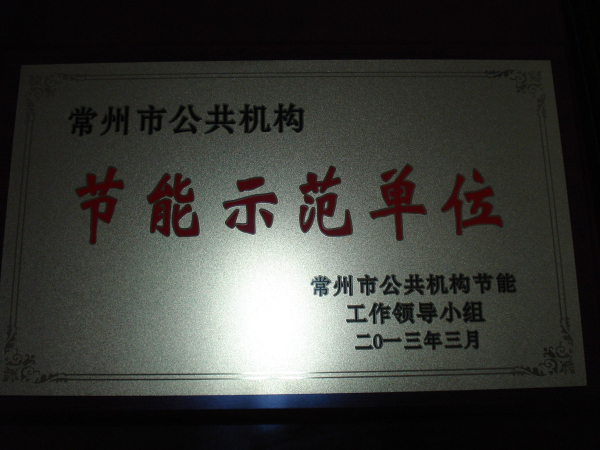 常州市公共机构
节能示范单位
常州市公共机构节能
工作领导小组
二0一三年三月